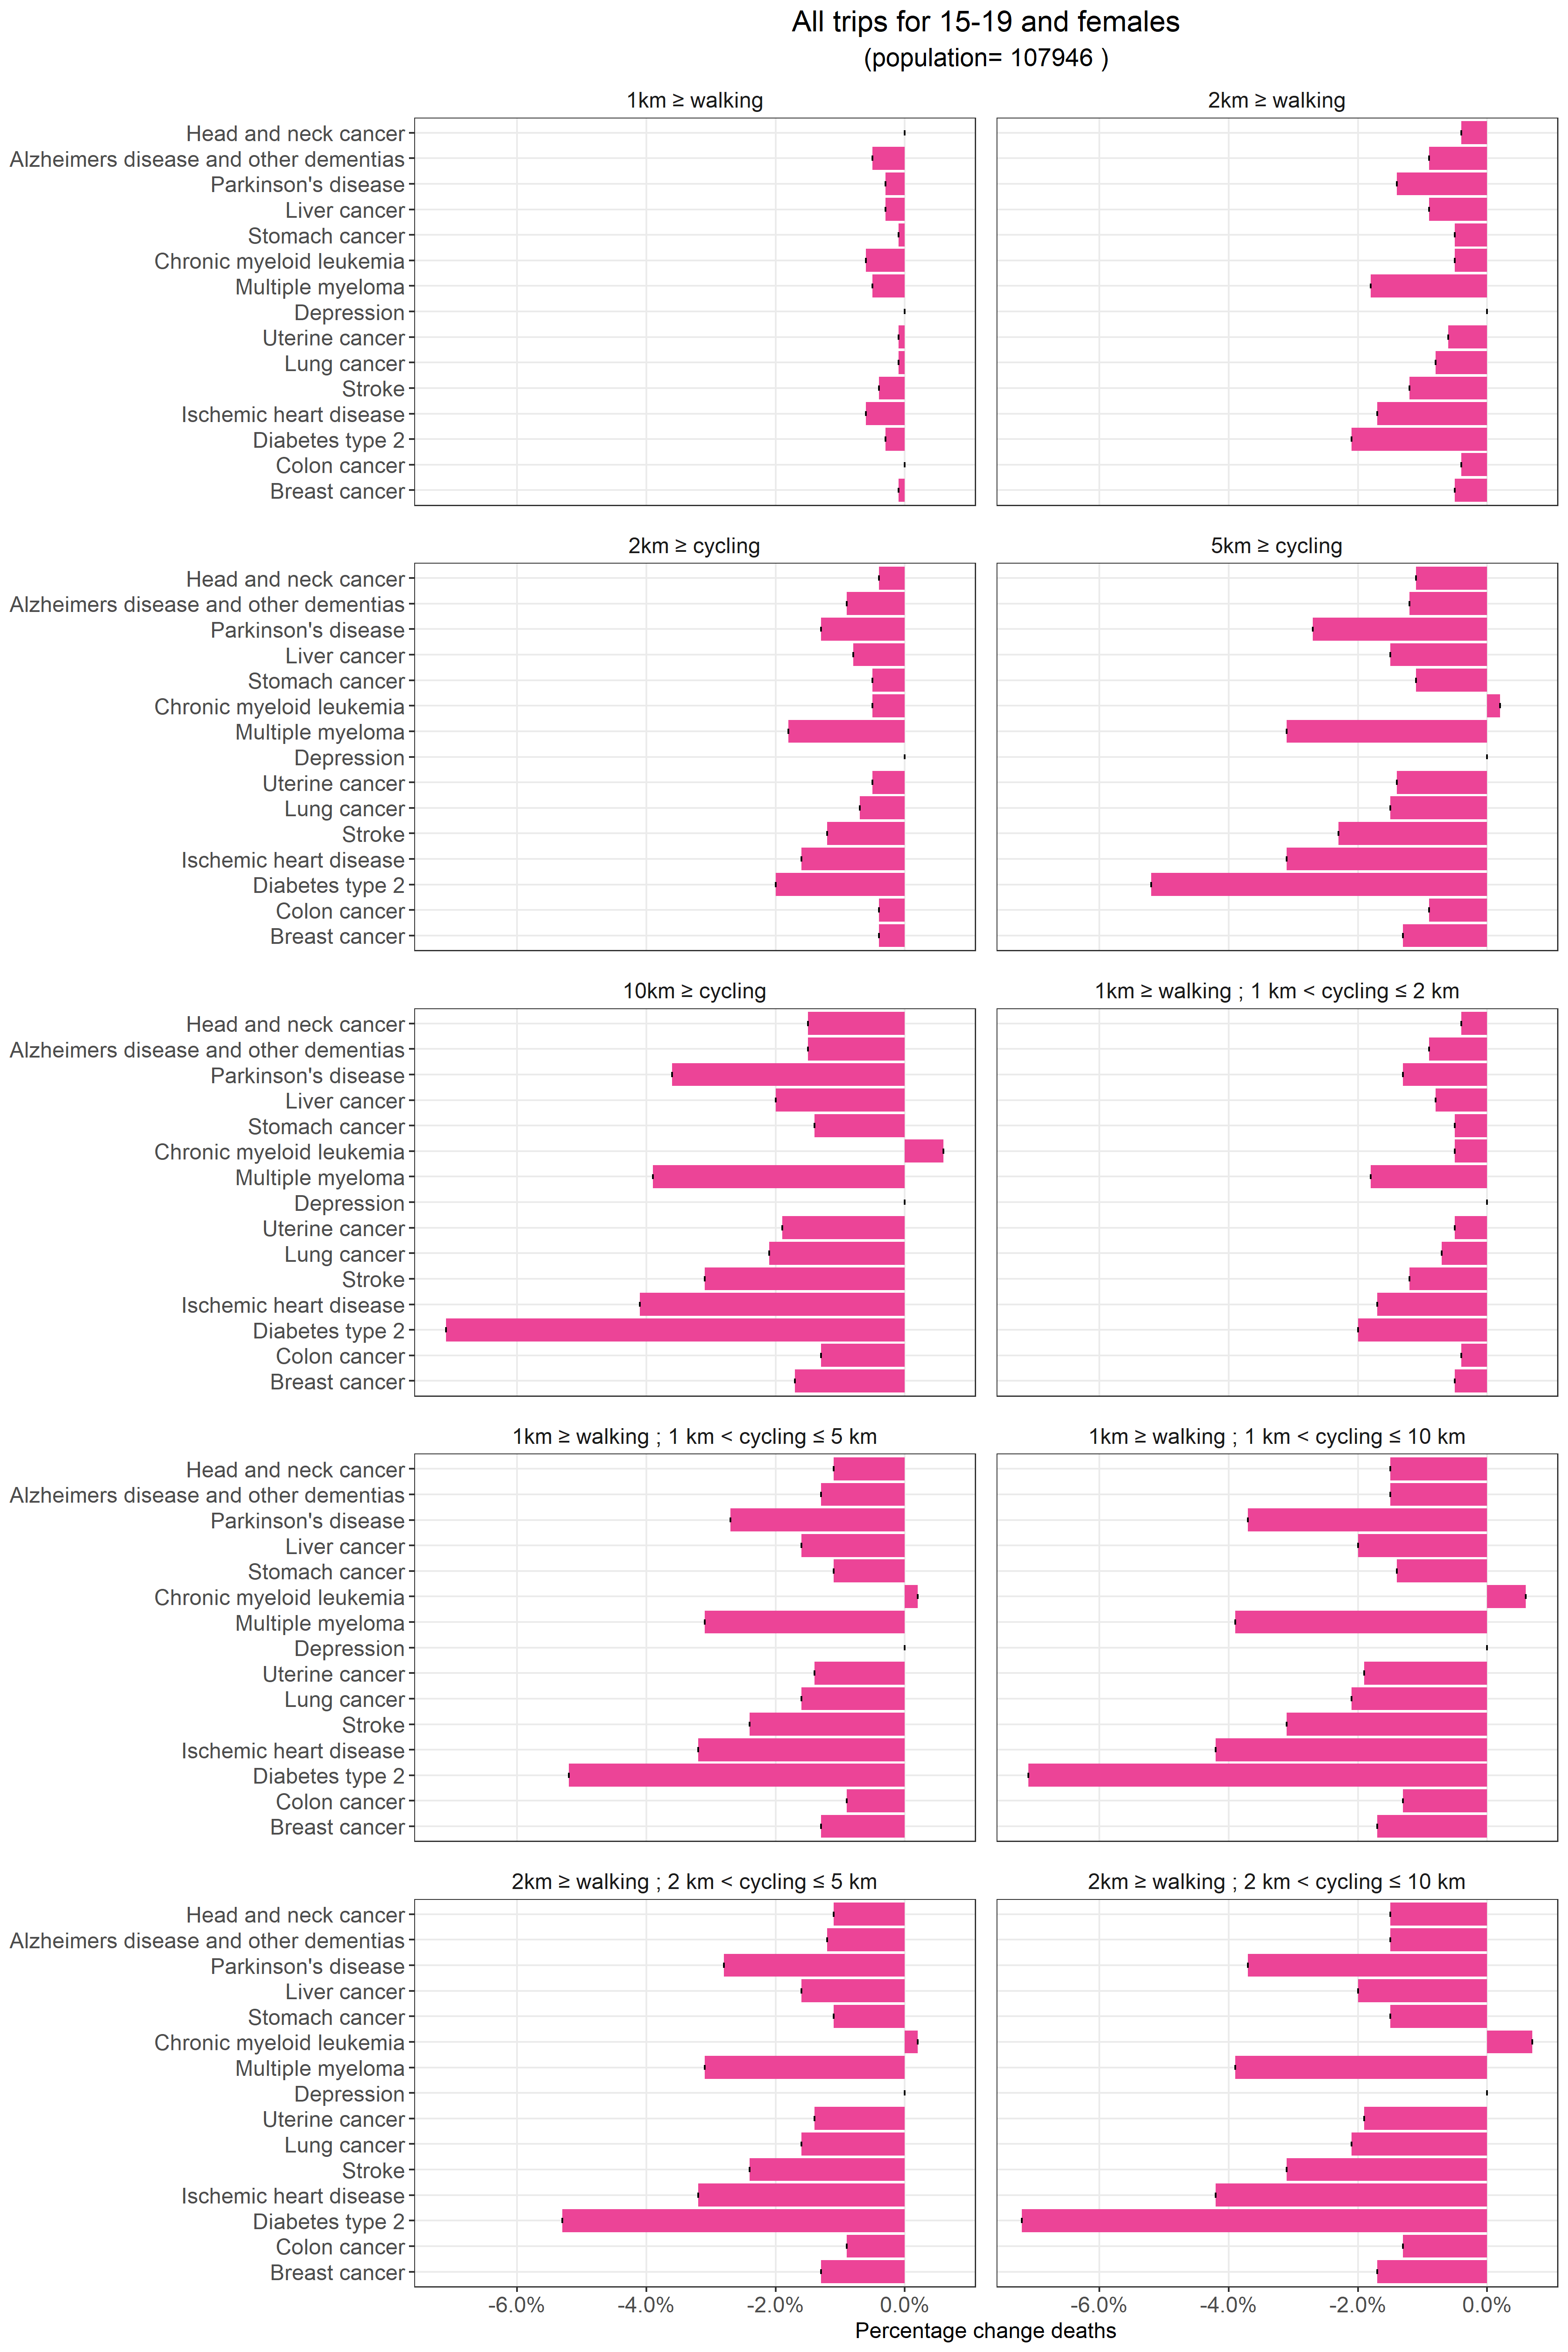 All trips for 15-19 and females
(population= 107946 )
1km ≥ walking
2km ≥ walking
Head and neck cancer
Alzheimers disease and other dementias
Parkinson's disease
Liver cancer
Stomach cancer
Chronic myeloid leukemia
Multiple myeloma
Depression
Uterine cancer
Lung cancer
Stroke
Ischemic heart disease
Diabetes type 2
Colon cancer
Breast cancer
2km ≥ cycling
5km ≥ cycling
Head and neck cancer
Alzheimers disease and other dementias
Parkinson's disease
Liver cancer
Stomach cancer
Chronic myeloid leukemia
Multiple myeloma
Depression
Uterine cancer
Lung cancer
Stroke
Ischemic heart disease
Diabetes type 2
Colon cancer
Breast cancer
10km ≥ cycling
1km ≥ walking ; 1 km < cycling ≤ 2 km
Head and neck cancer
Alzheimers disease and other dementias
Parkinson's disease
Liver cancer
Stomach cancer
Chronic myeloid leukemia
Multiple myeloma
Depression
Uterine cancer
Lung cancer
Stroke
Ischemic heart disease
Diabetes type 2
Colon cancer
Breast cancer
1km ≥ walking ; 1 km < cycling ≤ 5 km
1km ≥ walking ; 1 km < cycling ≤ 10 km
Head and neck cancer
Alzheimers disease and other dementias
Parkinson's disease
Liver cancer
Stomach cancer
Chronic myeloid leukemia
Multiple myeloma
Depression
Uterine cancer
Lung cancer
Stroke
Ischemic heart disease
Diabetes type 2
Colon cancer
Breast cancer
2km ≥ walking ; 2 km < cycling ≤ 5 km
2km ≥ walking ; 2 km < cycling ≤ 10 km
Head and neck cancer
Alzheimers disease and other dementias
Parkinson's disease
Liver cancer
Stomach cancer
Chronic myeloid leukemia
Multiple myeloma
Depression
Uterine cancer
Lung cancer
Stroke
Ischemic heart disease
Diabetes type 2
Colon cancer
Breast cancer
-6.0% -4.0% -2.0% 0.0% -6.0% -4.0% -2.0% 0.0%
Percentage change deaths